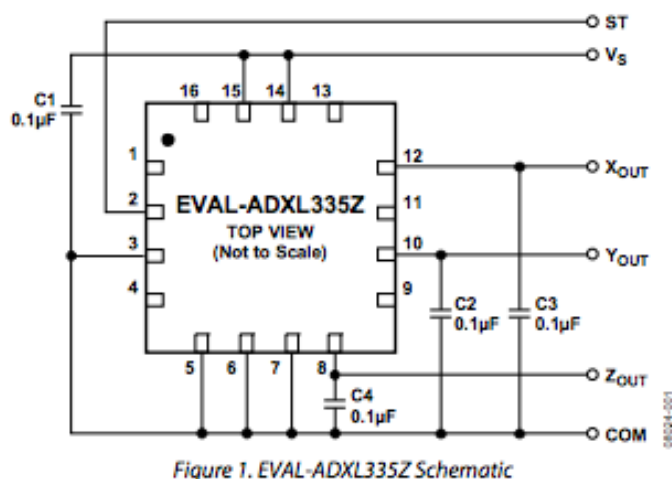 ST
VS
C1
0.1µF
16 15 14 13
1
2
3
4
12
11
10
9
EVAL-ADXL335Z
TOP VIEW
(Not to Scale)
XOUT
YOUT
C2
0.1µF
C3
0.1µF
5 6 7 8
C4
0.1µF
ZOUT
COM
08024-001
Figure 1. EVAL-ADXL335Z Schematic